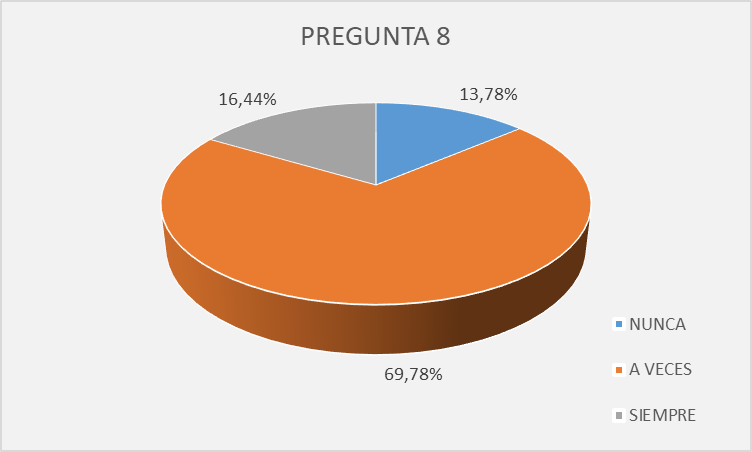 PREGUNTA 8
16,44%
13,78%
69,78%
NUNCA
A VECES
SIEMPRE